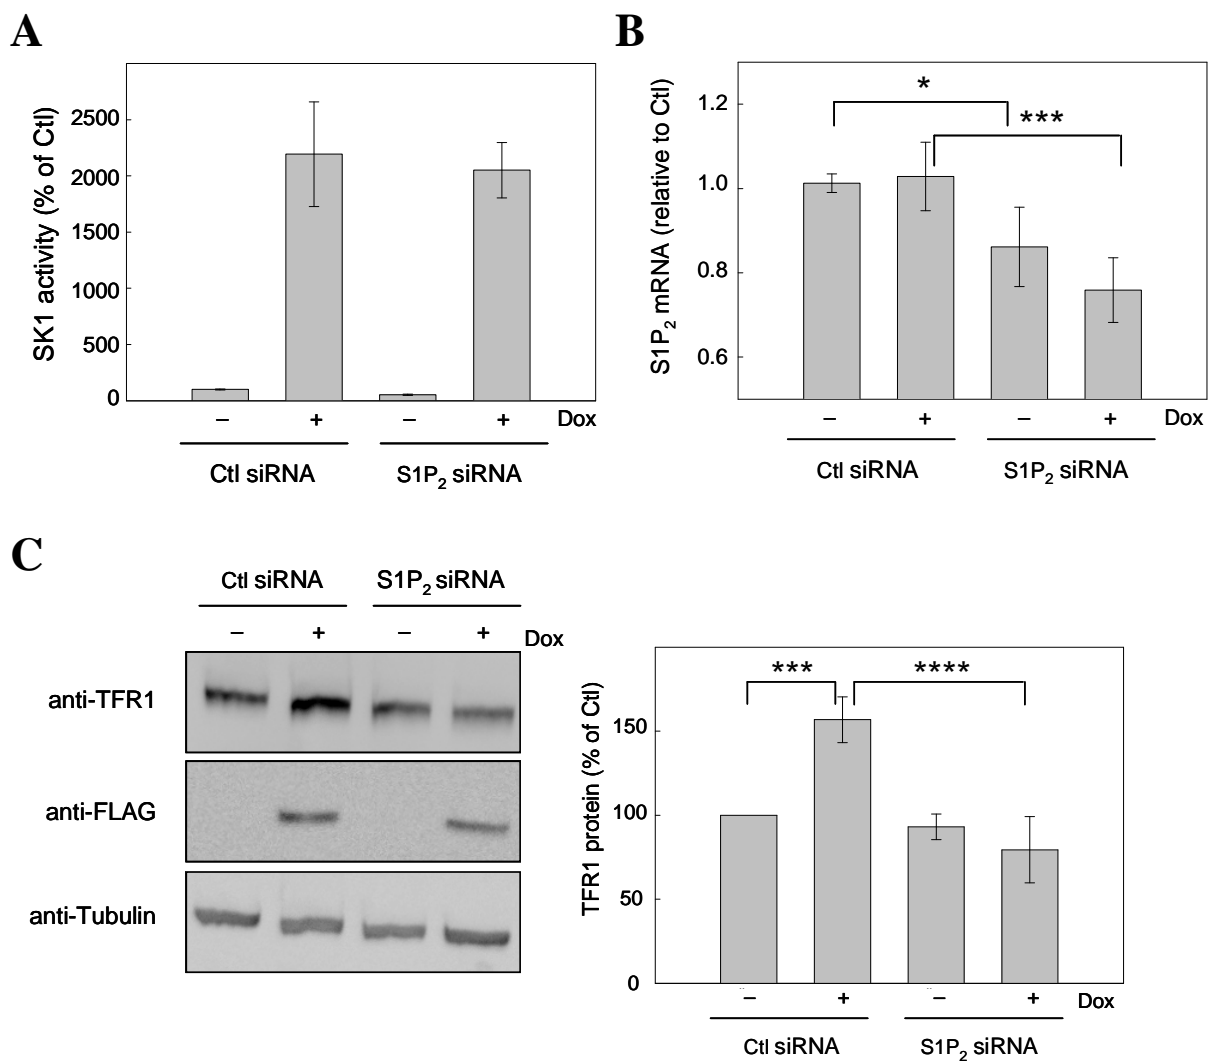 A
SK1 activity (% of Ctl)
2500
2000
1500
1000
500
0
– + – + Dox
Ctl siRNA S1P2 siRNA
B
S1P2 mRNA (relative to Ctl)
1.2
1.0
0.8
0.6
* ***
– + – + Dox
Ctl siRNA S1P2 siRNA
C
Ctl siRNA S1P2 siRNA
– + – + Dox
anti-TFR1
anti-FLAG
anti-Tubulin
TFR1 protein (% of Ctl)
150
100
50
0
*** ****
– + – + Dox
Ctl siRNA S1P2 siRNA